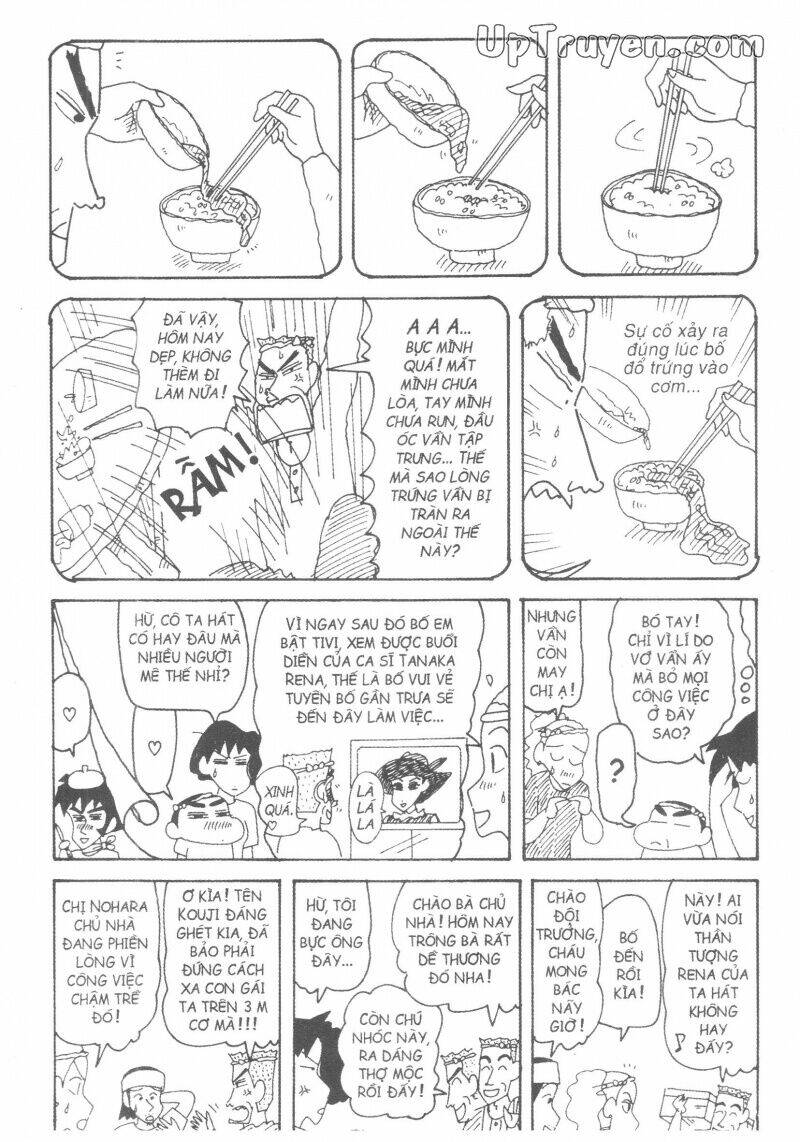 UpTruyen.com
Sự cố xảy ra
đúng lúc bố
đổ trứng vào
cơm...
A A A...
BỰC MÌNH
QUÁ! MẮT
MÌNH CHƯA
LÒA, TAY MÌNH
CHƯA RUN, ĐẦU
ÓC VẪN TẬP
TRUNG... THẾ
MÀ SAO LÒNG
TRỨNG VẪN BỊ
TRÀN RA
NGOÀI THẾ
NÀY?
ĐÃ VẬY,
HÔM NAY
DẸP, KHÔNG
THÈM ĐI
LÀM NỮA!
RẦM!
BÓ TAY!
CHỈ VÌ LÍ DO
VỚ VẨN ẤY
MÀ BỎ MỌI
CÔNG VIỆC
Ở ĐÂY
SAO?
?
NHƯNG
VẪN
CÒN
MAY
CHỊ Ạ!
VÌ NGAY SAU ĐÓ BỐ EM
BẬT TIVI, XEM ĐƯỢC BUỔI
DIỄN CỦA CA SĨ TANAKA
RENA, THẾ LÀ BỐ VUI VẺ
TUYÊN BỐ GẦN TRƯA SẼ
ĐẾN ĐÂY LÀM VIỆC...
LÀ
LÁ
LA
XINH
QUÁ.
HỪ, CÔ TA HÁT
CÓ HAY ĐÂU MÀ
NHIỀU NGƯỜI
MÊ THẾ NHỈ?
NÀY! AI
VỪA NÓI
THẦN
TƯỢNG
RENA CỦA
TA HÁT
KHÔNG
HAY
ĐẤY?
BỐ
ĐẾN
RỒI
KÌA!
CHÀO
ĐỘI
TRƯỞNG,
CHÁU
MONG
BÁC
NÃY
GIỜ!
CHÀO BÀ CHỦ
NHÀ! HÔM NAY
TRÔNG BÀ RẤT
DỄ THƯƠNG
ĐÓ NHA!
HỪ, TÔI
ĐANG
BỰC ÔNG
ĐÂY...
CÒN CHÚ
NHÓC NÀY,
RA DÁNG
THỢ MỘC
RỒI ĐẤY!
Ơ KÌA! TÊN
KOUJI ĐÁNG
GHÉT KIA, ĐÃ
BẢO PHẢI
ĐỨNG CÁCH
XA CON GÁI
TA TRÊN 3 M
CƠ MÀ!!!
CHỊ NOHARA
CHỦ NHÀ
ĐANG PHIỀN
LÒNG VÌ
CÔNG VIỆC
CHẬM TRỄ
ĐÓ!